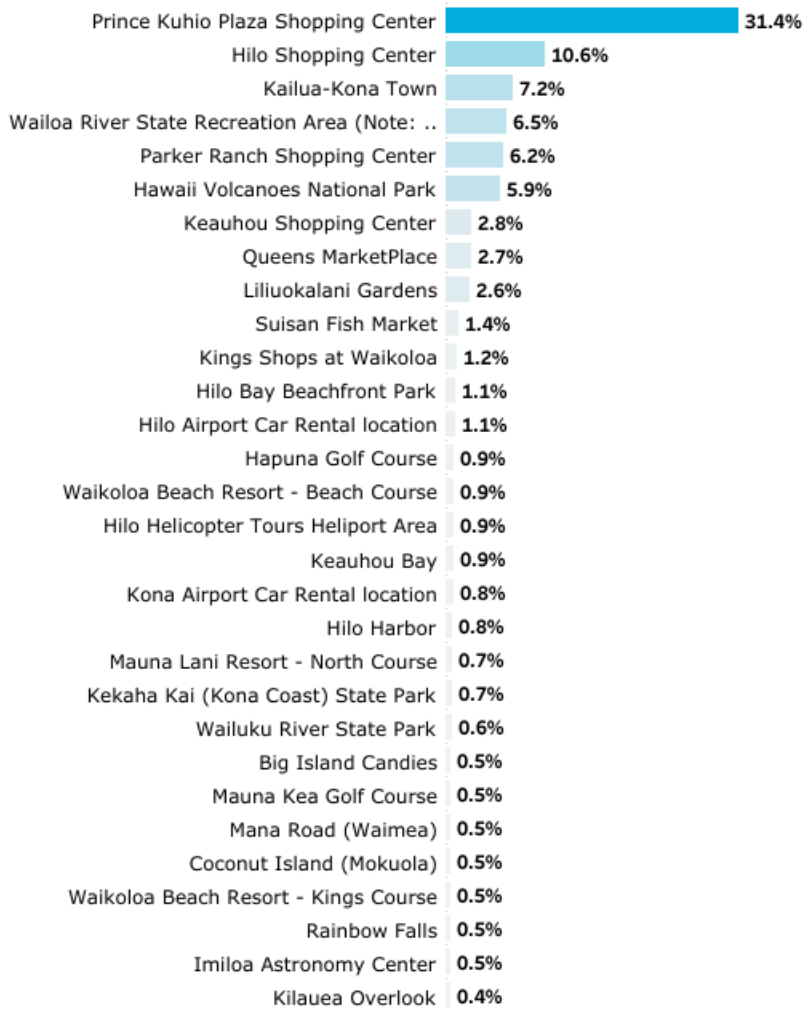 Prince Kuhio Plaza Shopping Center 31.4%
Hilo Shopping Center 10.6%
Kailua-Kona Town 7.2%
Wailoa River State Recreation Area (Note: .. 6.5%
Parker Ranch Shopping Center 6.2%
Hawaii Volcanoes National Park 5.9%
Keauhou Shopping Center 2.8%
Queens MarketPlace 2.7%
Liliuokalani Gardens 2.6%
Suisan Fish Market 1.4%
Kings Shops at Waikoloa 1.2%
Hilo Bay Beachfront Park 1.1%
Hilo Airport Car Rental location 1.1%
Hapuna Golf Course 0.9%
Waikoloa Beach Resort - Beach Course 0.9%
Hilo Helicopter Tours Heliport Area 0.9%
Keauhou Bay 0.9%
Kona Airport Car Rental location 0.8%
Hilo Harbor 0.8%
Mauna Lani Resort - North Course 0.7%
Kekaha Kai (Kona Coast) State Park 0.7%
Wailuku River State Park 0.6%
Big Island Candies 0.5%
Mauna Kea Golf Course 0.5%
Mana Road (Waimea) 0.5%
Coconut Island (Mokuola) 0.5%
Waikoloa Beach Resort - Kings Course 0.5%
Rainbow Falls 0.5%
Imiloa Astronomy Center 0.5%
Kilauea Overlook 0.4%